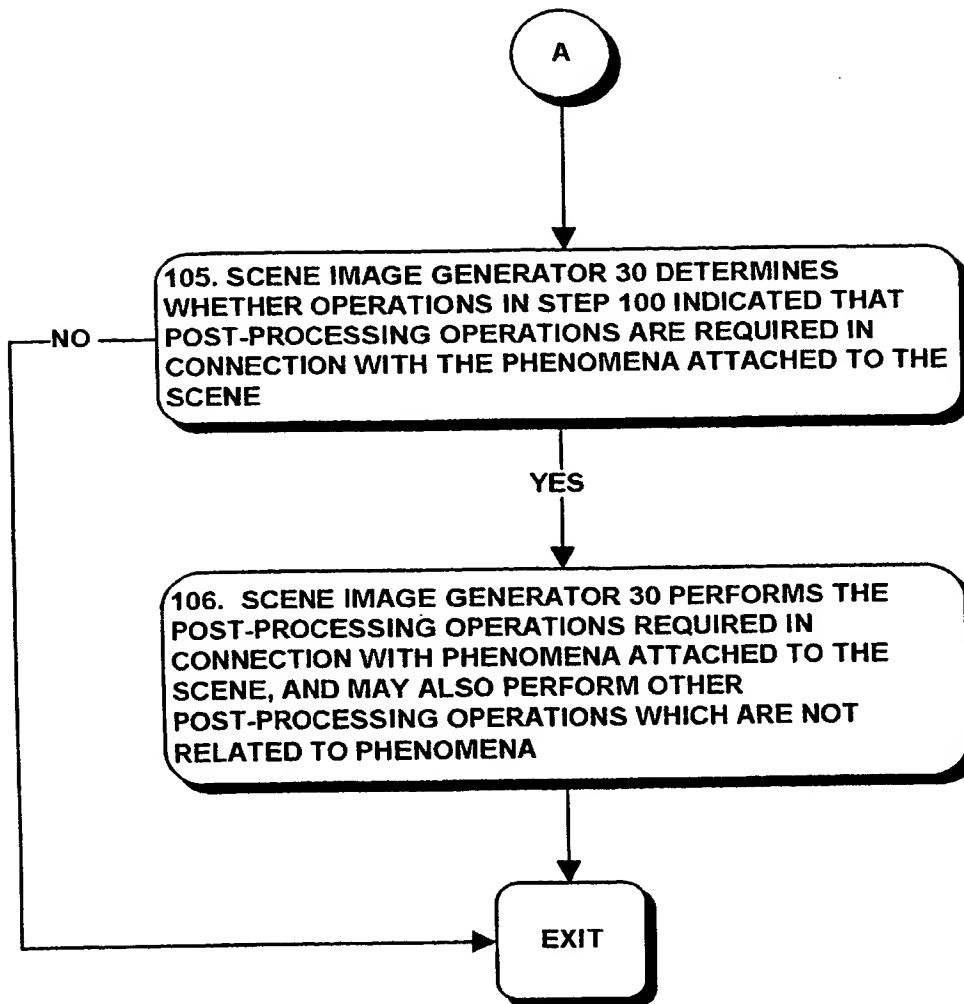 A
105. SCENE IMAGE GENERATOR 30 DETERMINES
WHETHER OPERATIONS IN STEP 100 INDICATED THAT
POST-PROCESSING OPERATIONS ARE REQUIRED IN
CONNECTION WITH THE PHENOMENA ATTACHED TO THE
SCENE
NO
YES
106. SCENE IMAGE GENERATOR 30 PERFORMS THE
POST-PROCESSING OPERATIONS REQUIRED IN
CONNECTION WITH PHENOMENA ATTACHED TO THE
SCENE, AND MAY ALSO PERFORM OTHER
POST-PROCESSING OPERATIONS WHICH ARE NOT
RELATED TO PHENOMENA
EXIT